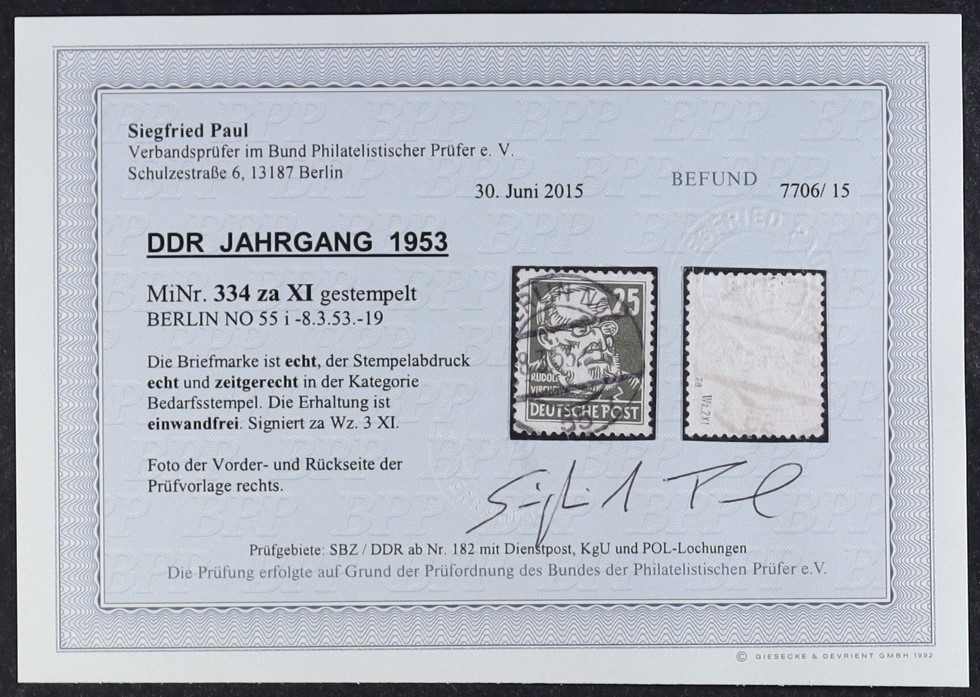 Siegfried Paul
Verbandsprüfer im Bund Philatelistischer Prüfer e. V.
Schulzestraße 6, 13187 Berlin
30. Juni 2015
BEFUND
7706/ 15
DDR JAHRGANG 1953
MiNr. 334 za XI gestempelt
BERLIN NO 55 i -8.3.53.-19
Die Briefmarke ist echt, der Stempelabdruck
echt und zeitgerecht in der Kategorie
Bedarfsstempel. Die Erhaltung ist
einwandfrei. Signiert za Wz. 3 XI.
Foto der Vorder- und Rückseite der
Prüfvorlage rechts.
25
RUDOLF
VIRCHOW
DEUTSCHE POST
Siegfried Paul
Prüfgebiete: SBZ / DDR ab Nr. 182 mit Dienstpost, KgU und POL-Lochungen
Die Prüfung erfolgte auf Grund der Prüfordnung des Bundes der Philatelistischen Prüfer e.V.
© GIESECKE & DEVRIENT GMBH 1992